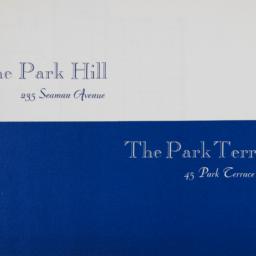 he Park Hill
235 Seaman Avenue
The Park Terr
45 Park Terrace